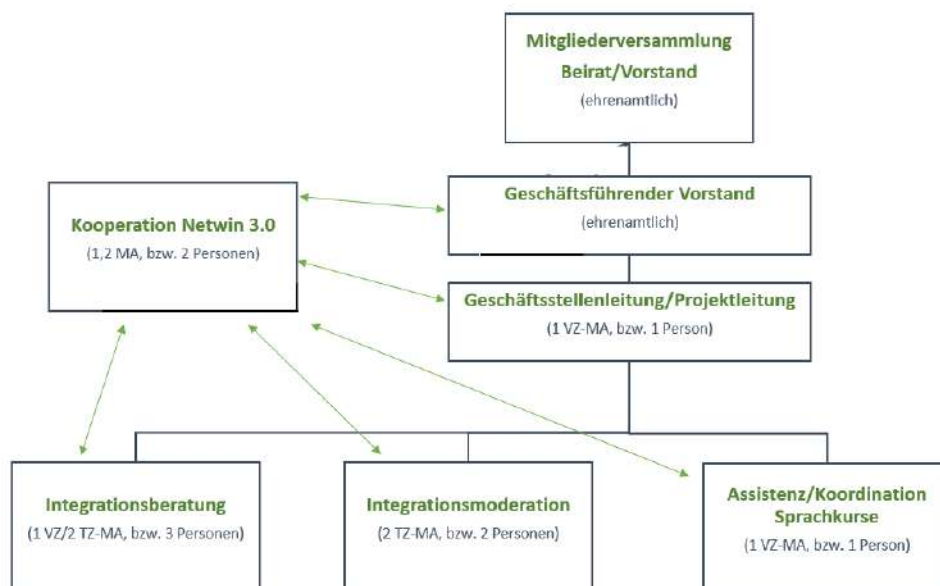 Mitgliederversammlung
Beirat/Vorstand
(ehrenamtlich)
Geschäftsführender Vorstand
(ehrenamtlich)
Kooperation Netwin 3.0
(1,2 MA, bzw. 2 Personen)
Geschäftsstellenleitung/Projektleitung
(1 VZ-MA, bzw. 1 Person)
Integrationsberatung
(1 VZ/2 TZ-MA, bzw. 3 Personen)
Integrationsmoderation
(2 TZ-MA, bzw. 2 Personen)
Assistenz/Koordination
Sprachkurse
(1 VZ-MA, bzw. 1 Person)